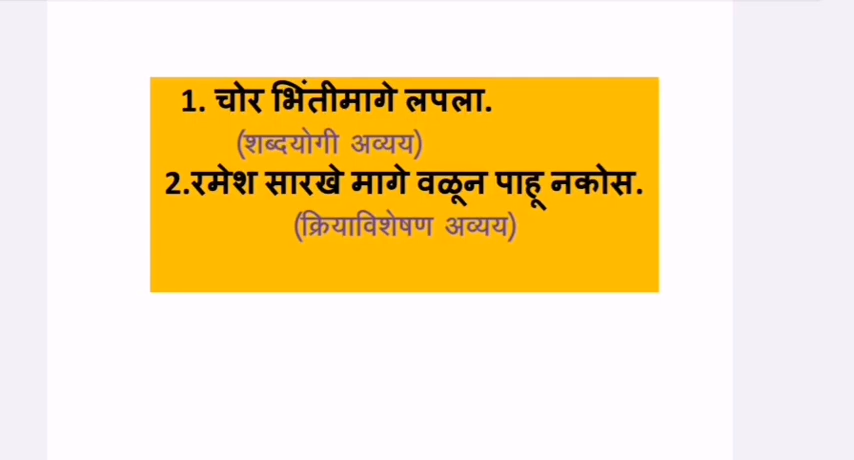 1. चोर भिंतीमागे लपला.
(शब्दयोगी अव्यय)
2.रमेश सारखे मागे वळून पाहू नकोस.
(क्रियाविशेषण अव्यय)